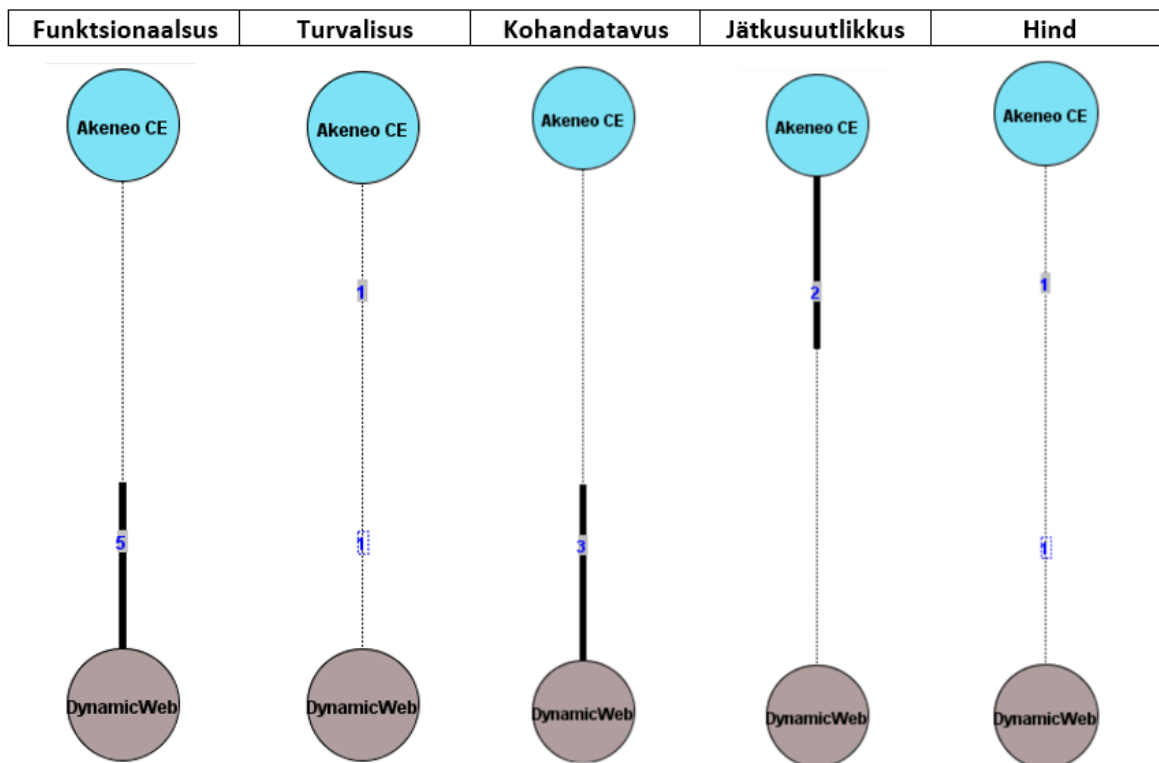 Funktsionaalsus Turvalisus Kohandatavus Jätkusuutlikkus Hind
Akeneo CE Akeneo CE Akeneo CE Akeneo CE Akeneo CE
1 2 1
5 1 3 1
DynamicWeb DynamicWeb DynamicWeb DynamicWeb DynamicWeb